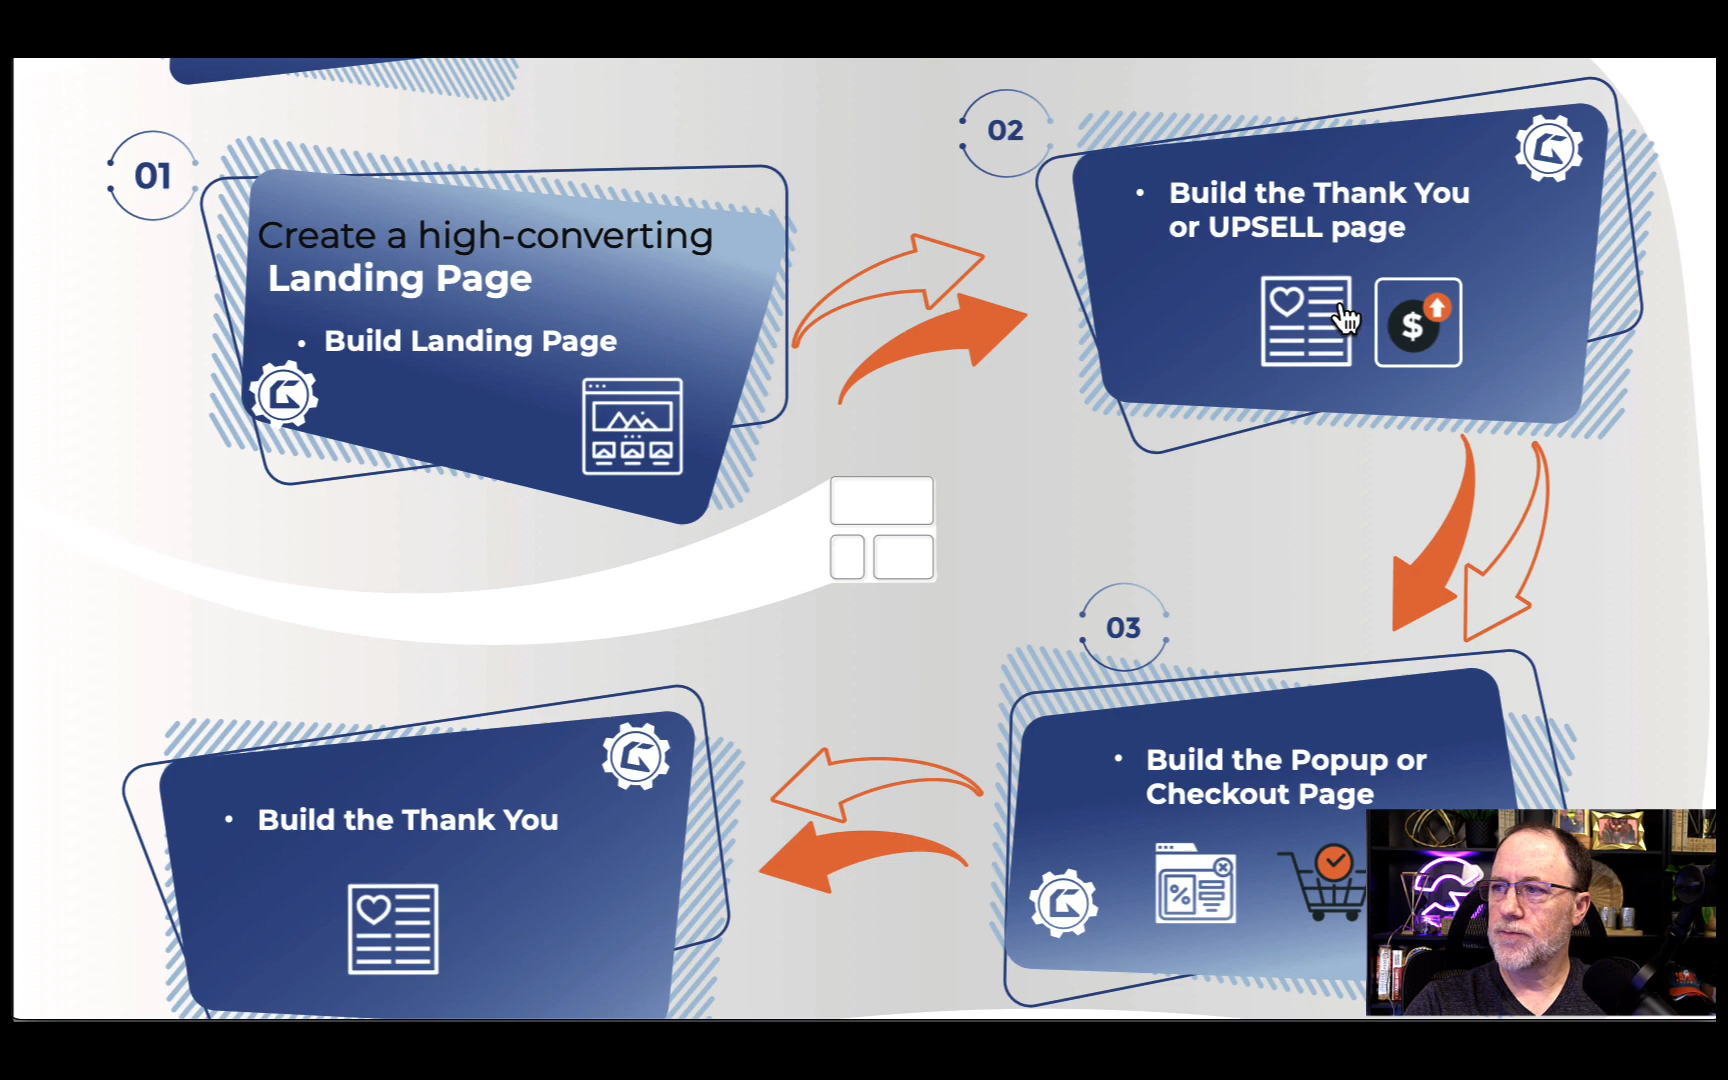 01
Create a high-converting
Landing Page
• Build Landing Page
02
• Build the Thank You
or UPSELL page
$
03
• Build the Popup or
Checkout Page
%
• Build the Thank You